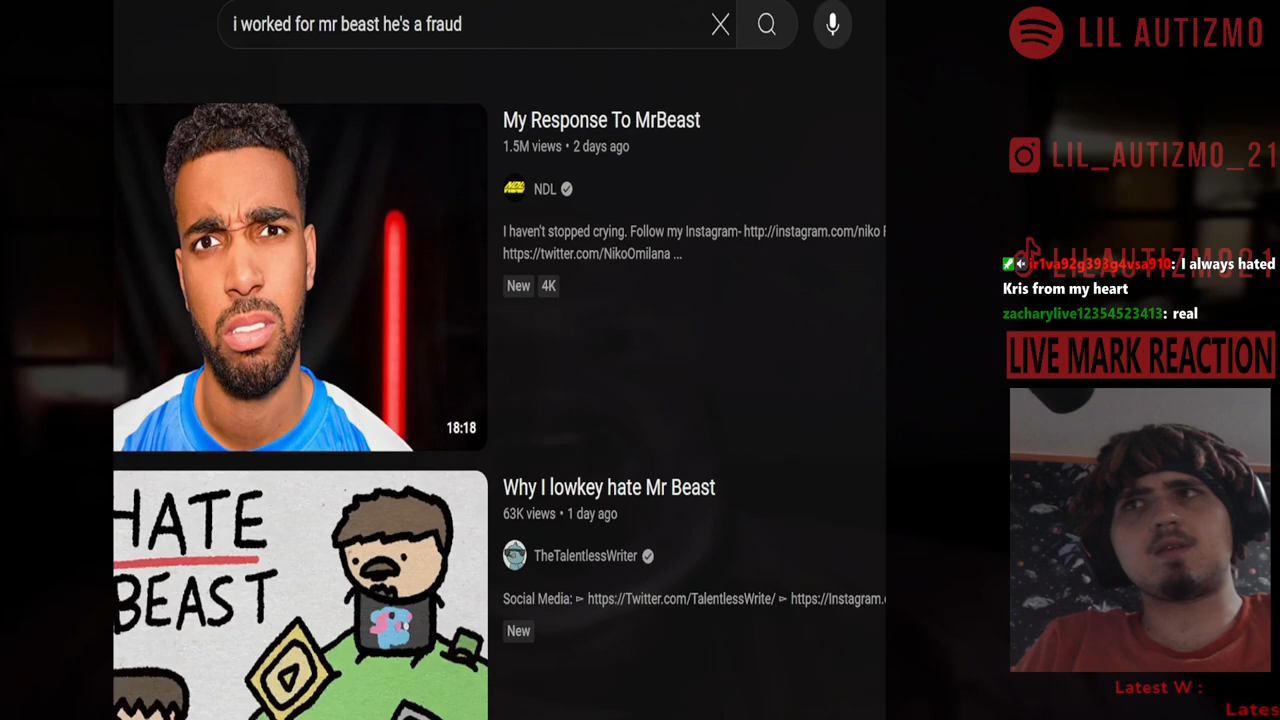 i worked for mr beast he's a fraud
My Response To MrBeast
1.5M views • 2 days ago
NDL
I haven't stopped crying. Follow my Instagram- http://instagram.com/niko
https://twitter.com/NikoOmilana ...
New
4K
18:18
HATE
BEAST
Why I lowkey hate Mr Beast
63K views • 1 day ago
TheTalentlessWriter
Social Media: ► https://Twitter.com/TalentlessWrite/ ► https://Instagram.
New
LIL AUTIZMO
LIL_AUTIZMO_21
LILAUTIZMO21
ir1va92g393g4vsa910: I always hated
Kris from my heart
zacharylive12354523413: real
LIVE MARK REACTION
Latest W :
Lates